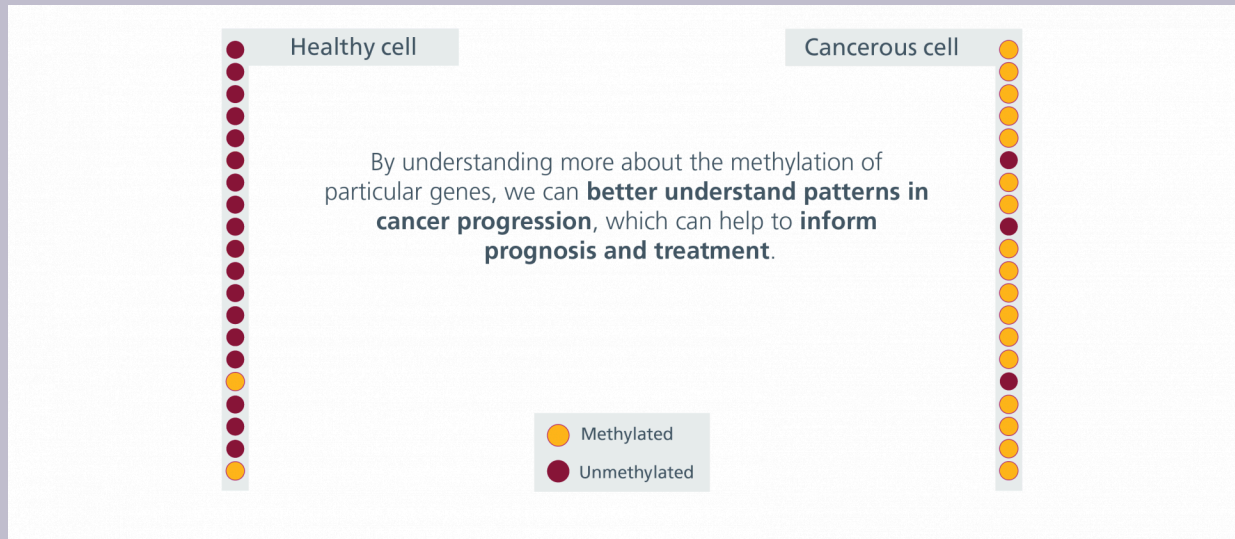 Healthy cell
Cancerous cell
By understanding more about the methylation of
particular genes, we can better understand patterns in
cancer progression, which can help to inform
prognosis and treatment.
Methylated
Unmethylated